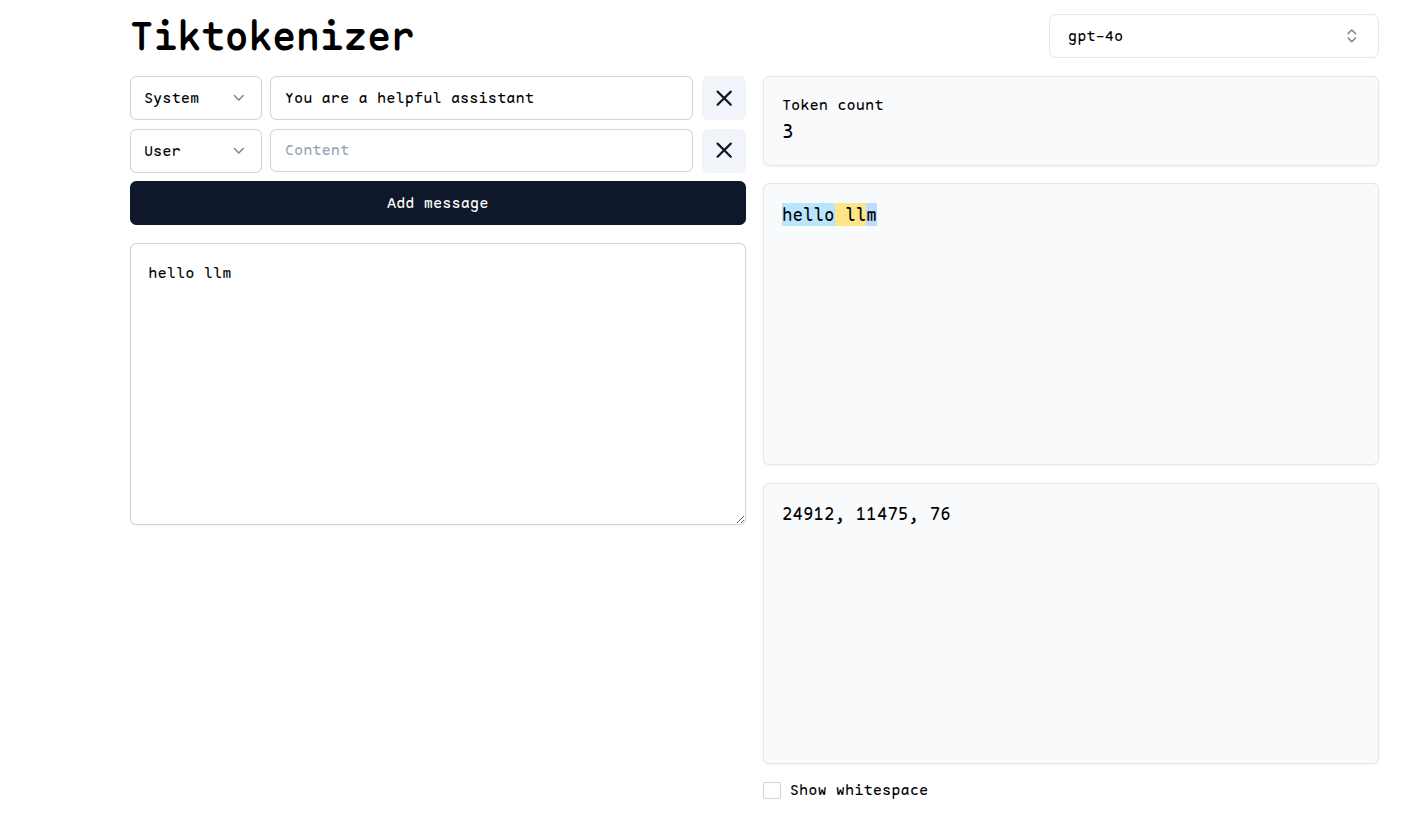 Tiktokenizer
gpt-4o
System
You are a helpful assistant
User
Content
Add message
hello llm
Token count
3
hello llm
24912, 11475, 76
Show whitespace